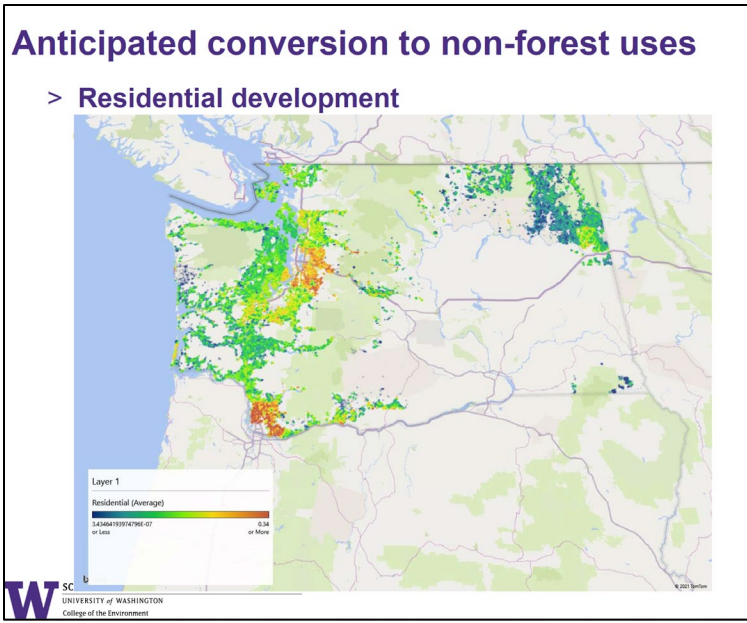 Anticipated conversion to non-forest uses
> Residential development
Layer 1
Residential (Average)
3.43464193974796E-07
or Less
0.34
or More
© 2021 TomTom
SC
W
UNIVERSITY of WASHINGTON
College of the Environment